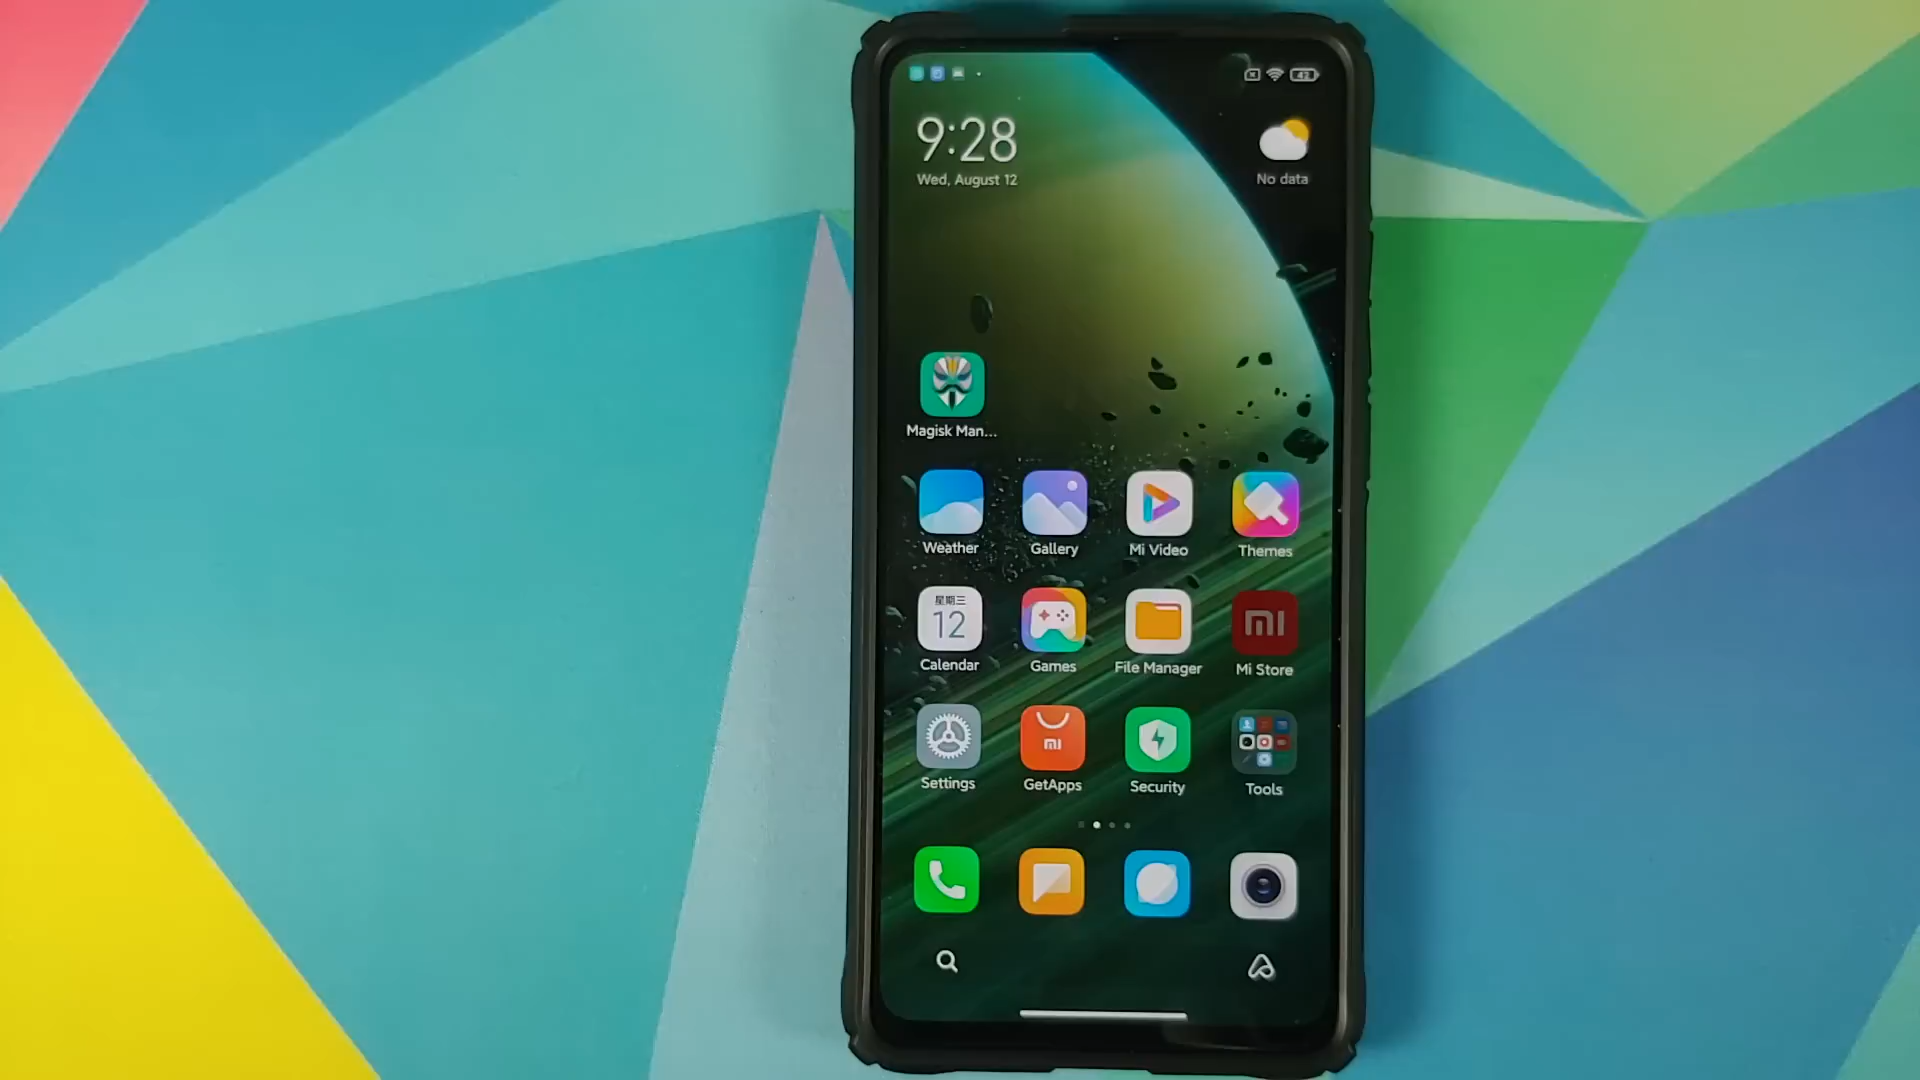 42
9:28
Wed, August 12
No data
Magisk Man...
Weather
Gallery
Mi Video
Themes
星期三
12
Calendar
Games
File Manager
mi
Mi Store
mi
Settings
GetApps
Security
Tools